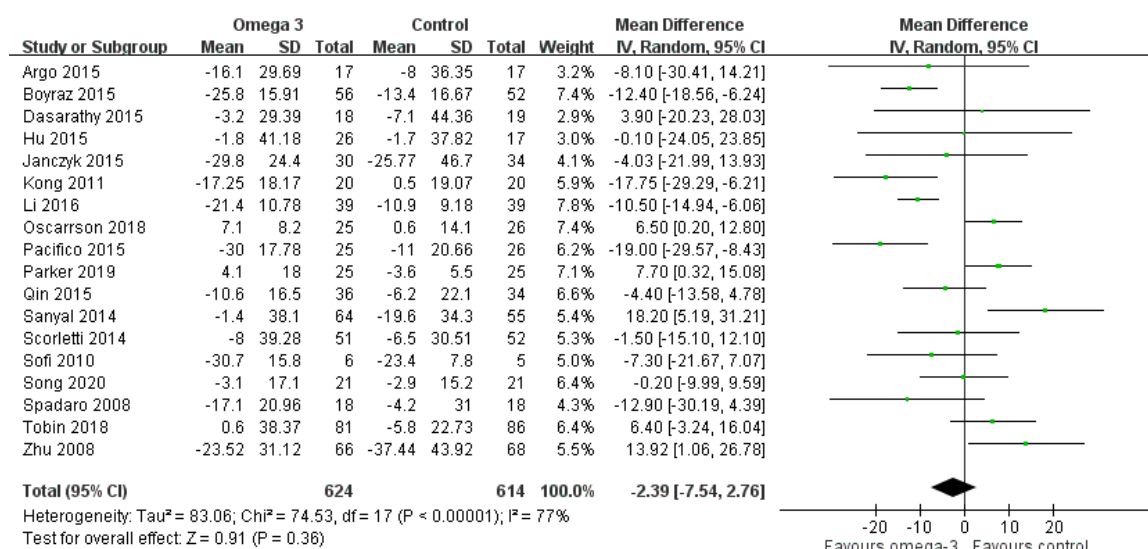 Omega 3 Control Mean Difference Mean Difference
Study or Subgroup Mean SD Total Mean SD Total Weight IV, Random, 95% CI IV, Random, 95% CI
Argo 2015 -16.1 29.69 17 -8 36.35 17 3.2% -8.10 [-30.41, 14.21]
Boyraz 2015 -25.8 15.91 56 -13.4 16.67 52 7.4% -12.40 [-18.56, -6.24]
Dasarathy 2015 -3.2 29.39 18 -7.1 44.36 19 2.9% 3.90 [-20.23, 28.03]
Hu 2015 -1.8 41.18 26 -1.7 37.82 17 3.0% -0.10 [-24.05, 23.85]
Janczyk 2015 -29.8 24.4 30 -25.77 46.7 34 4.1% -4.03 [-21.99, 13.93]
Kong 2011 -17.25 18.17 20 0.5 19.07 20 5.9% -17.75 [-29.29, -6.21]
Li 2016 -21.4 10.78 39 -10.9 9.18 39 7.8% -10.50 [-14.94, -6.06]
Oscarrson 2018 7.1 8.2 25 0.6 14.1 26 7.4% 6.50 [0.20, 12.80]
Pacifico 2015 -30 17.78 25 -11 20.66 26 6.2% -19.00 [-29.57, -8.43]
Parker 2019 4.1 18 25 -3.6 5.5 25 7.1% 7.70 [0.32, 15.08]
Qin 2015 -10.6 16.5 36 -6.2 22.1 34 6.6% -4.40 [-13.58, 4.78]
Sanyal 2014 -1.4 38.1 64 -19.6 34.3 55 5.4% 18.20 [5.19, 31.21]
Scorletti 2014 -8 39.28 51 -6.5 30.51 52 5.3% -1.50 [-15.10, 12.10]
Sofi 2010 -30.7 15.8 6 -23.4 7.8 5 5.0% -7.30 [-21.67, 7.07]
Song 2020 -3.1 17.1 21 -2.9 15.2 21 6.4% -0.20 [-9.99, 9.59]
Spadaro 2008 -17.1 20.96 18 -4.2 31 18 4.3% -12.90 [-30.19, 4.39]
Tobin 2018 0.6 38.37 81 -5.8 22.73 86 6.5% 6.40 [-3.24, 16.04]
Zhu 2008 -23.52 31.12 66 -37.44 43.92 68 5.5% 13.92 [1.06, 26.78]
Total (95% CI) 624 614 100.0% -2.39 [-7.54, 2.76]
Heterogeneity: Tau² = 83.06; Chi² = 74.53, df = 17 (P < 0.00001); I² = 77%
Test for overall effect: Z = 0.91 (P = 0.36)
-20 -10 0 10 20
Favours omega-3 Favours control